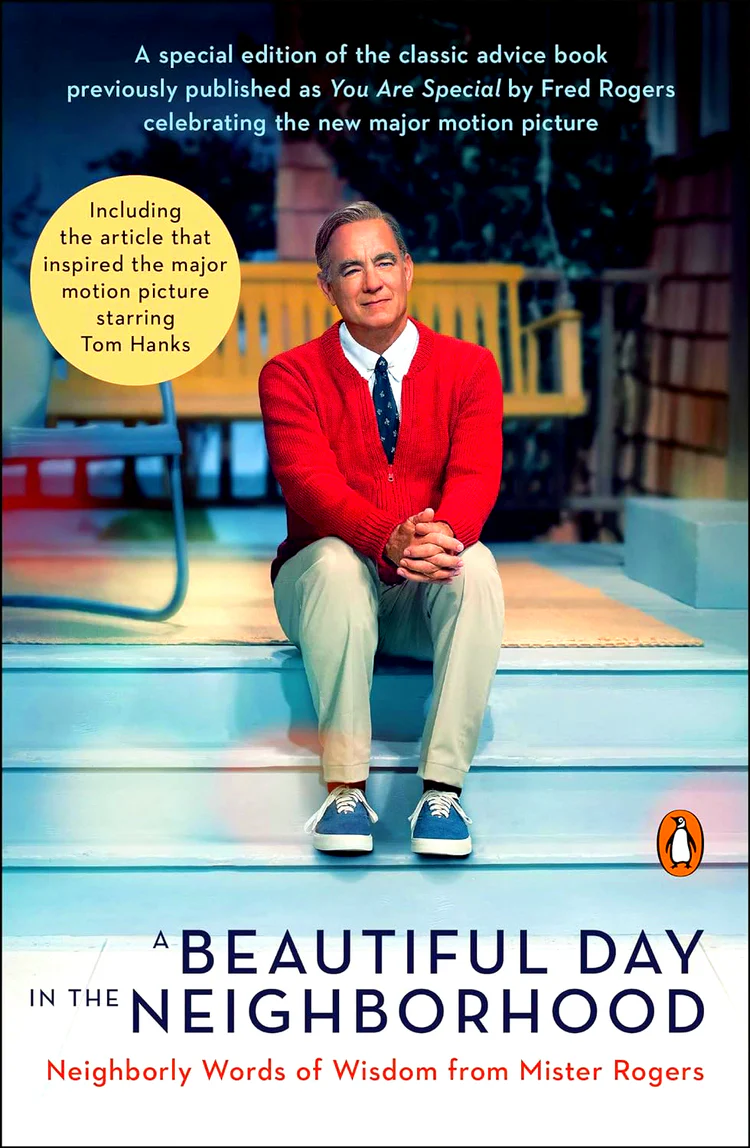 A special edition of the classic advice book
previously published as You Are Special by Fred Rogers
celebrating the new major motion picture
Including
the article that
inspired the major
motion picture
starring
Tom Hanks
A BEAUTIFUL DAY
IN THE NEIGHBORHOOD
Neighborly Words of Wisdom from Mister Rogers